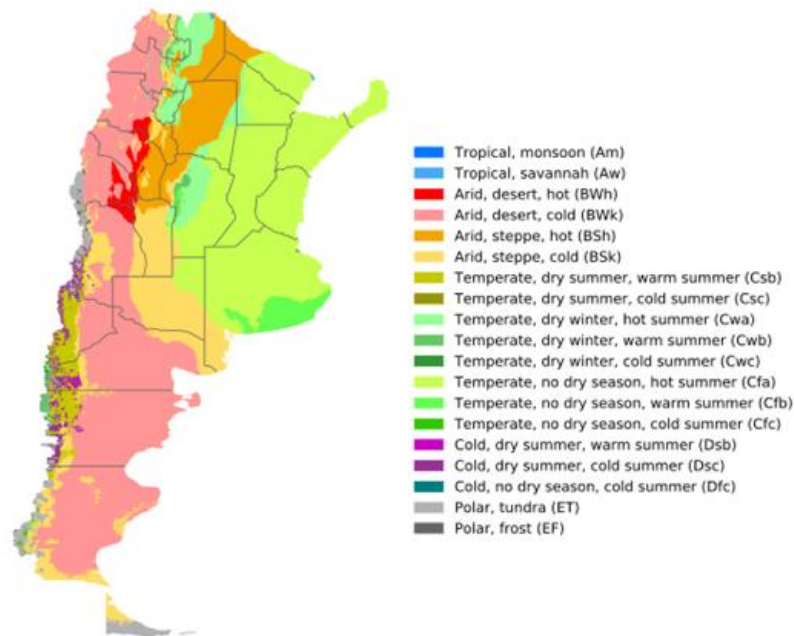 Tropical, monsoon (Am)
Tropical, savannah (Aw)
Arid, desert, hot (BWh)
Arid, desert, cold (BWk)
Arid, steppe, hot (BSh)
Arid, steppe, cold (BSk)
Temperate, dry summer, warm summer (Csb)
Temperate, dry summer, cold summer (Csc)
Temperate, dry winter, hot summer (Cwa)
Temperate, dry winter, warm summer (Cwb)
Temperate, dry winter, cold summer (Cwc)
Temperate, no dry season, hot summer (Cfa)
Temperate, no dry season, warm summer (Cfb)
Temperate, no dry season, cold summer (Cfc)
Cold, dry summer, warm summer (Dsb)
Cold, dry summer, cold summer (Dsc)
Cold, no dry season, cold summer (Dfc)
Polar, tundra (ET)
Polar, frost (EF)